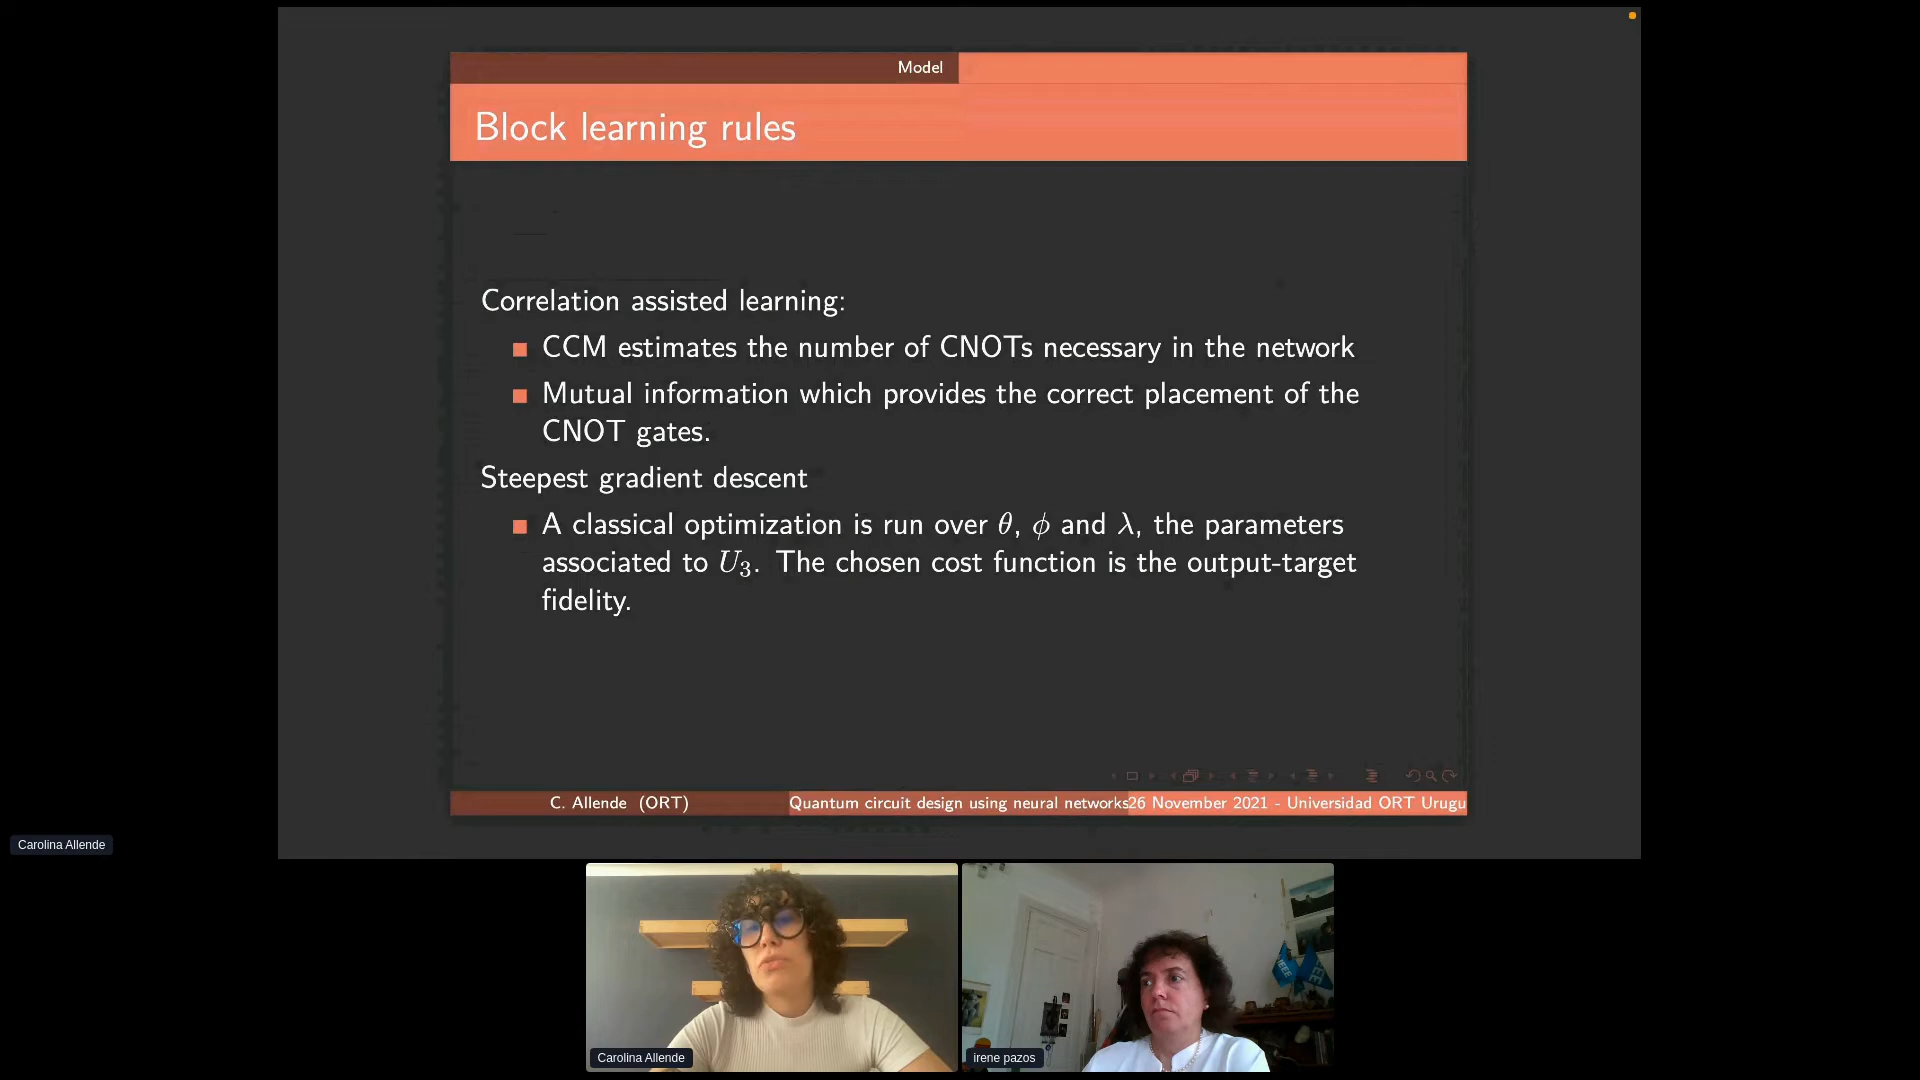 Model
Block learning rules
Correlation assisted learning:
CCM estimates the number of CNOTs necessary in the network
Mutual information which provides the correct placement of the
CNOT gates.
Steepest gradient descent
A classical optimization is run over θ, ϕ and λ, the parameters
associated to U₃. The chosen cost function is the output-target
fidelity.
C. Allende (ORT)
Quantum circuit design using neural networks
26 November 2021 - Universidad ORT Urugu
Carolina Allende
Carolina Allende
irene pazos
IEEE